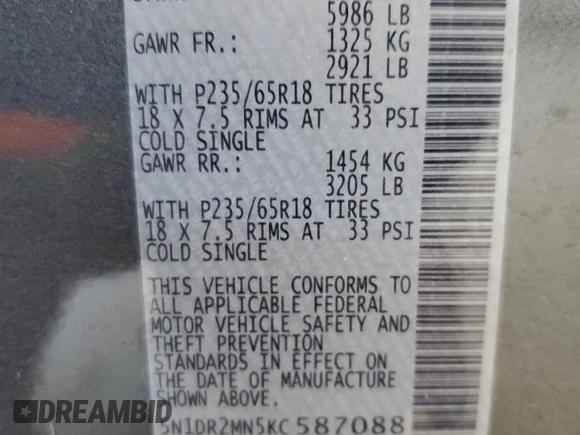 5986 LB
GAWR FR.: 1325 KG
2921 LB
WITH P235/65R18 TIRES
18 X 7.5 RIMS AT 33 PSI
COLD SINGLE
GAWR RR.: 1454 KG
3205 LB
WITH P235/65R18 TIRES
18 X 7.5 RIMS AT 33 PSI
COLD SINGLE
THIS VEHICLE CONFORMS TO
ALL APPLICABLE FEDERAL
MOTOR VEHICLE SAFETY AND
THEFT PREVENTION
STANDARDS IN EFFECT ON
THE DATE OF MANUFACTURE
SHOWN ABOVE.
5N1DR2MN5KC587088
DREAMBID